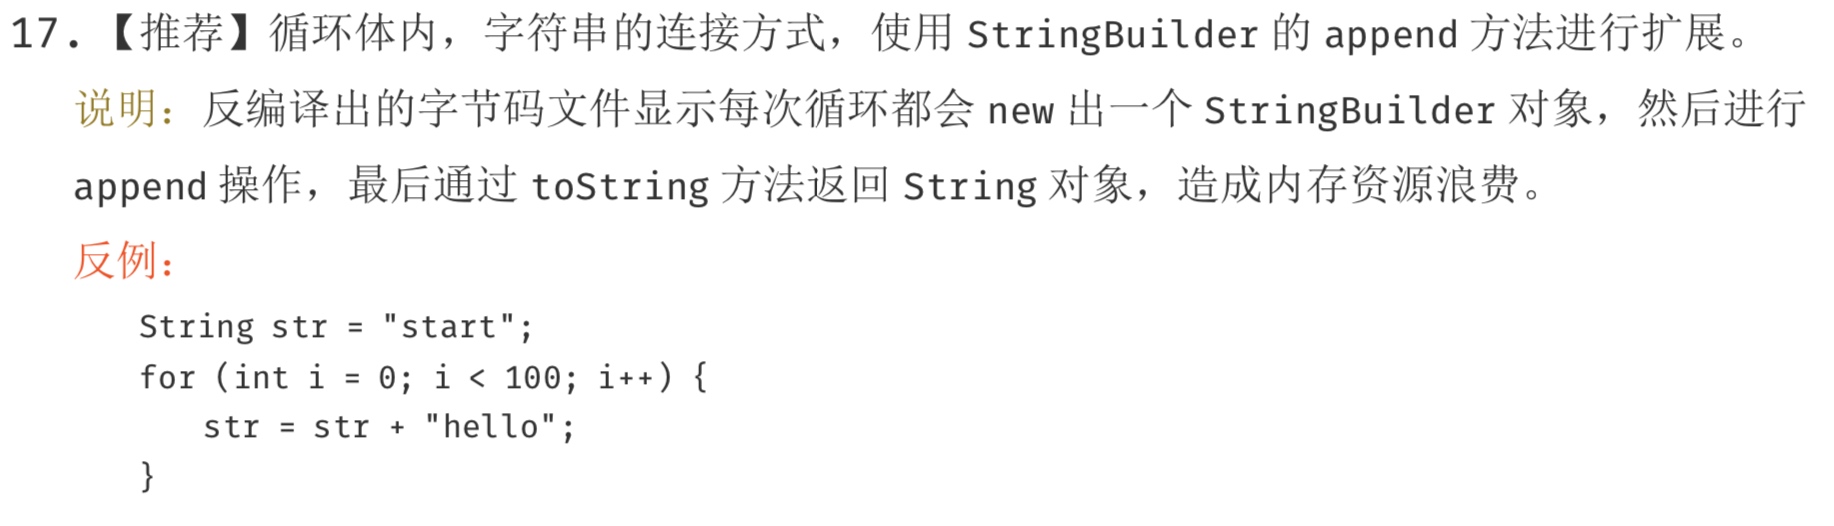 17.【推荐】循环体内，字符串的连接方式，使用 StringBuilder 的 append 方法进行扩展。
说明：反编译出的字节码文件显示每次循环都会 new 出一个 StringBuilder 对象，然后进行
append 操作，最后通过 toString 方法返回 String 对象，造成内存资源浪费。
反例：
String str = "start";
for (int i = 0; i < 100; i++) {
str = str + "hello";
}